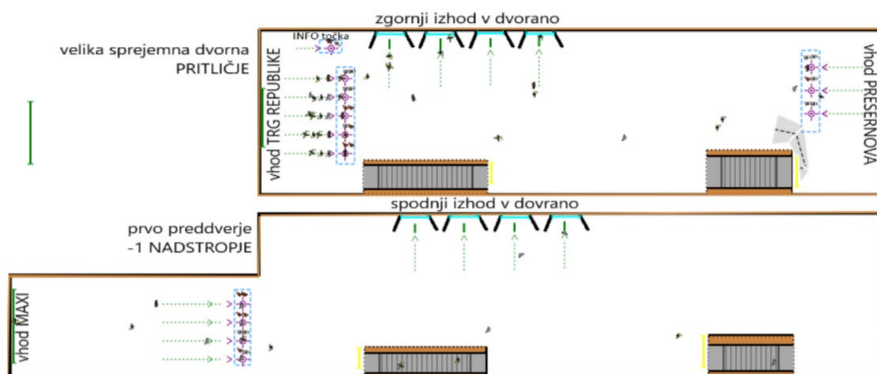 zgornji izhod v dvorano
INFO točka
velika sprejemna dvorna
PRITLIČJE
vhod TRG REPUBLIKE
vhod PRESERNOVA
spodnji izhod v dovrano
prvo preddverje
-1 NADSTROPJE
vhod MAXI